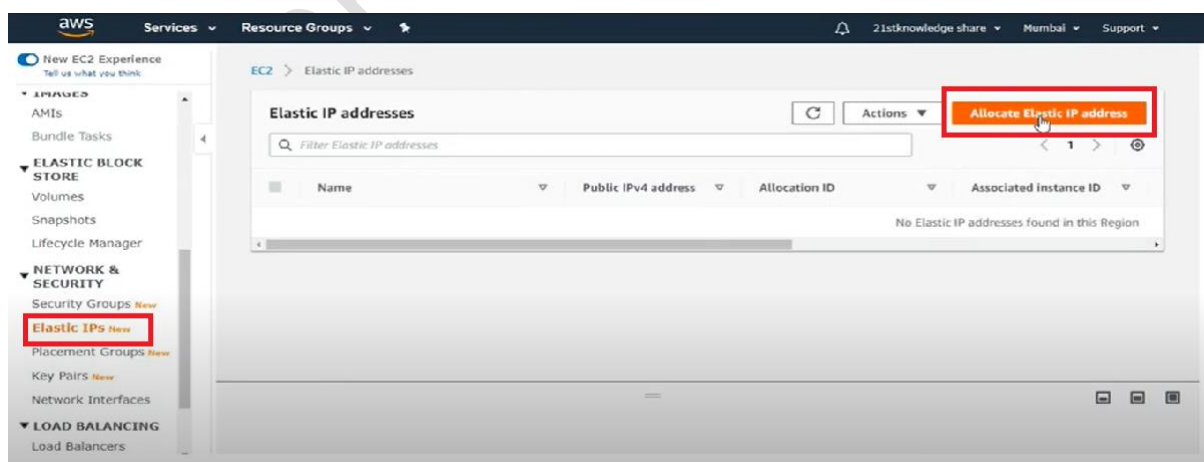 aws Services Resource Groups 21stknowledge share Mumbai Support
New EC2 Experience
Tell us what you think
IMAGES
AMIs
Bundle Tasks
ELASTIC BLOCK
STORE
Volumes
Snapshots
Lifecycle Manager
NETWORK &
SECURITY
Security Groups New
Elastic IPs New
Placement Groups New
Key Pairs New
Network Interfaces
LOAD BALANCING
Load Balancers
EC2 > Elastic IP addresses
Elastic IP addresses Actions Allocate Elastic IP address
Filter Elastic IP addresses < 1 >
Name Public IPv4 address Allocation ID Associated instance ID
No Elastic IP addresses found in this Region